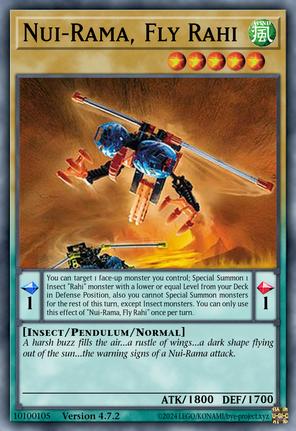 Nui-Rama, Fly Rahi
WIND
風
You can target 1 face-up monster you control; Special Summon 1
Insect "Rahi" monster with a lower or equal Level from your Deck
in Defense Position, also you cannot Special Summon monsters
for the rest of this turn, except Insect monsters. You can only use
this effect of "Nui-Rama, Fly Rahi" once per turn.
1
1
[Insect/Pendulum/Normal]
A harsh buzz fills the air...a rustle of wings...a dark shape flying
out of the sun...the warning signs of a Nui-Rama attack.
ATK/1800 DEF/1700
10100105 Version 4.7.2 ©2024 LEGO/KONAMI/bye-project.xyz